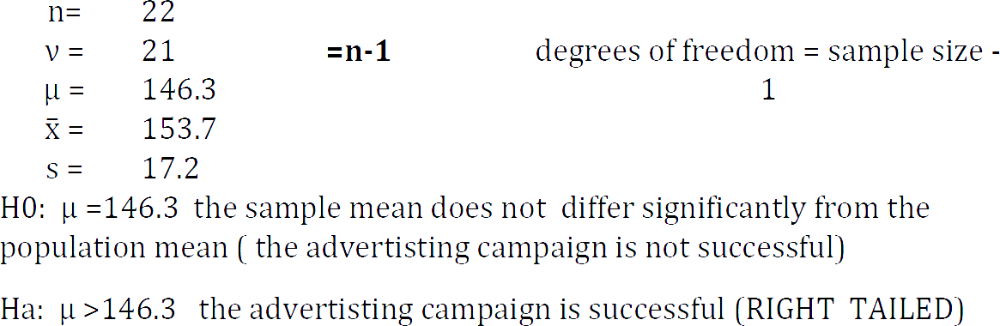 n= 22
ν = 21 =n-1 degrees of freedom = sample size -
μ = 146.3 1
x̄ = 153.7
s = 17.2
H0: μ =146.3 the sample mean does not differ significantly from the
population mean ( the advertisting campaign is not successful)
Ha: μ >146.3 the advertisting campaign is successful (RIGHT TAILED)